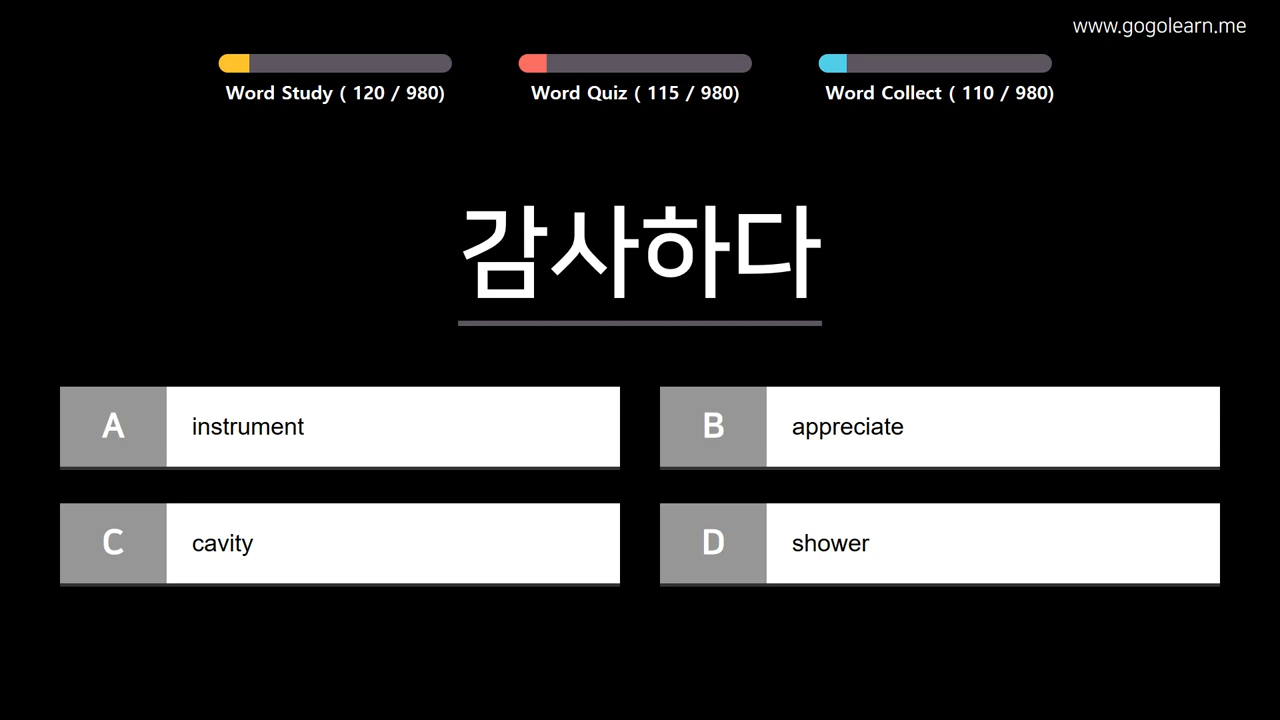 www.gogolearn.me
Word Study ( 120 / 980)
Word Quiz ( 115 / 980)
Word Collect ( 110 / 980)
감사하다
A instrument
B appreciate
C cavity
D shower